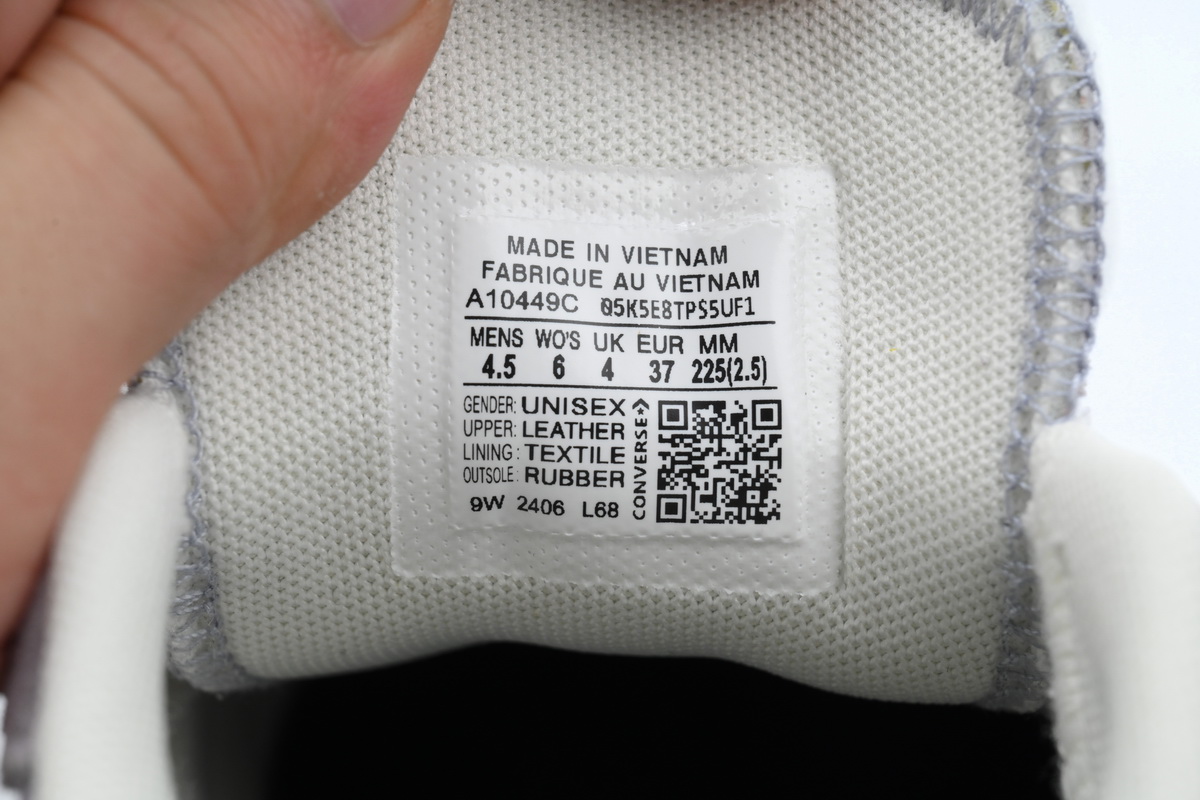 MADE IN VIETNAM
FABRIQUE AU VIETNAM
A10449C 05K5E8TPS5UF1
MENS WO'S UK EUR MM
4.5 6 4 37 225(2.5)
GENDER: UNISEX
UPPER: LEATHER
LINING: TEXTILE
OUTSOLE: RUBBER
9W 2406 L68
CONVERSE